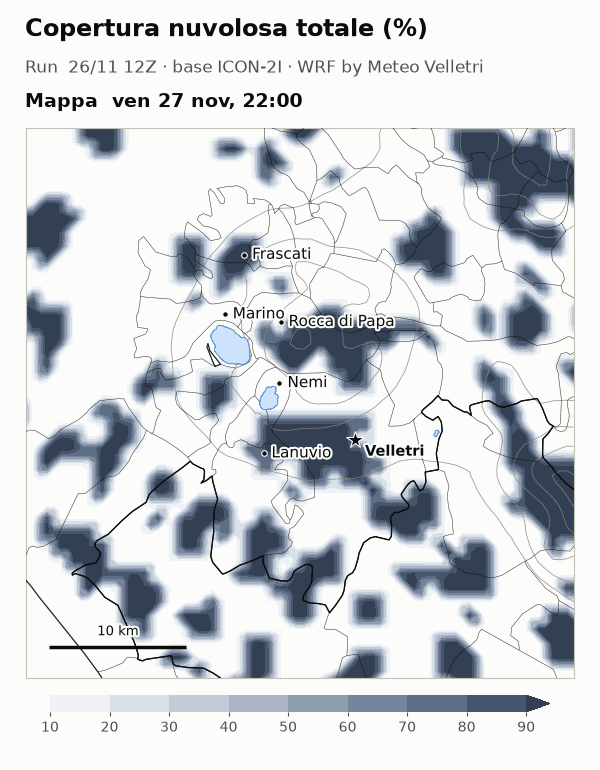 Copertura nuvolosa totale (%)
Run 26/11 12Z · base ICON-2I · WRF by Meteo Velletri
Mappa ven 27 nov, 22:00
Frascati
Marino
Rocca di Papa
Nemi
Velletri
Lanuvio
10 km
10 20 30 40 50 60 70 80 90